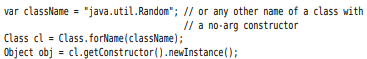 var className = "java.util.Random"; // or any other name of a class with
// a no-arg constructor
Class cl = Class.forName(className);
Object obj = cl.getConstructor().newInstance();